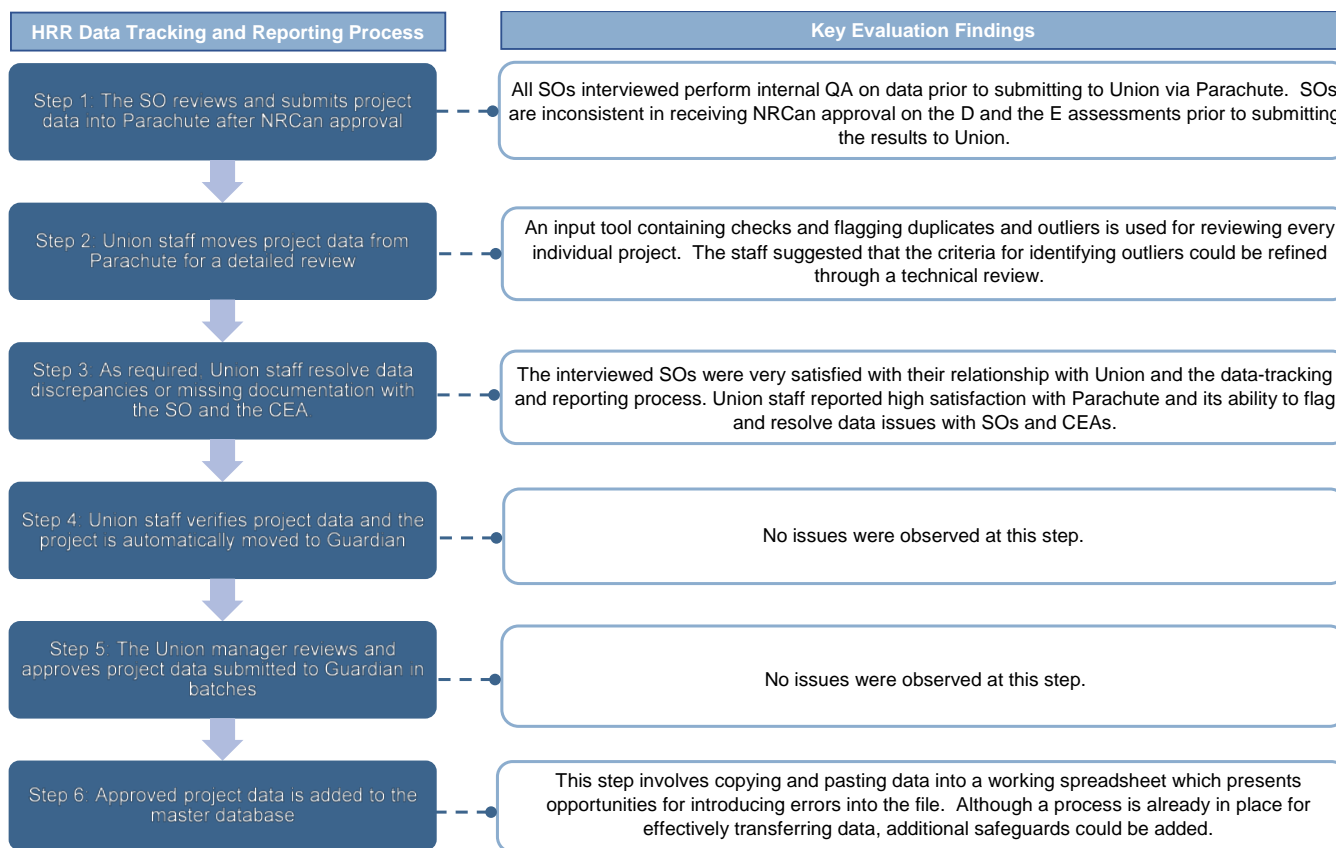 HRR Data Tracking and Reporting Process
Key Evaluation Findings
Step 1: The SO reviews and submits project
data into Parachute after NRCan approval
All SOs interviewed perform internal QA on data prior to submitting to Union via Parachute.  SOs
are inconsistent in receiving NRCan approval on the D and the E assessments prior to submitting
the results to Union.
Step 2: Union staff moves project data from
Parachute for a detailed review
An input tool containing checks and flagging duplicates and outliers is used for reviewing every
individual project.  The staff suggested that the criteria for identifying outliers could be refined
through a technical review.
Step 3: As required, Union staff resolve data
discrepancies or missing documentation with
the SO and the CEA
The interviewed SOs were very satisfied with their relationship with Union and the data-tracking
and reporting process. Union staff reported high satisfaction with Parachute and its ability to flag
and resolve data issues with SOs and CEAs.
Step 4: Union staff verifies project data and the
project is automatically moved to Guardian
No issues were observed at this step.
Step 5: The Union manager reviews and
approves project data submitted to Guardian in
batches
No issues were observed at this step.
Step 6: Approved project data is added to the
master database
This step involves copying and pasting data into a working spreadsheet which presents
opportunities for introducing errors into the file.  Although a process is already in place for
effectively transferring data, additional safeguards could be added.